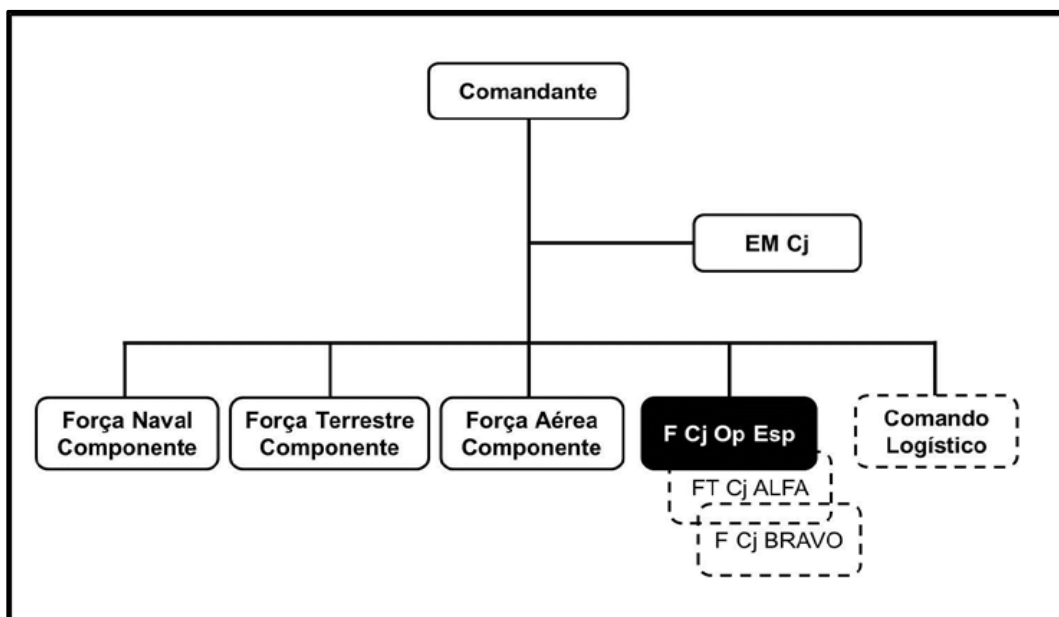 Comandante
EM Cj
Força Naval
Componente
Força Terrestre
Componente
Força Aérea
Componente
F Cj Op Esp
Comando
Logístico
FT Cj ALFA
F Cj BRAVO